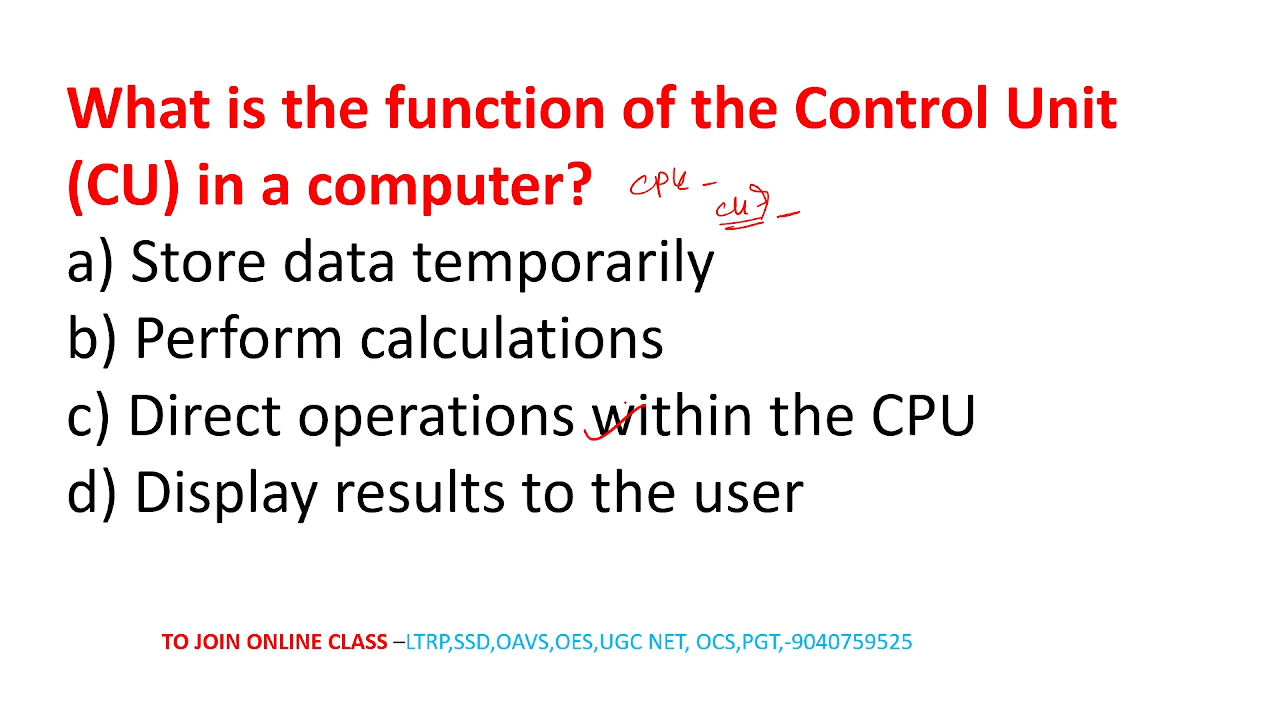 What is the function of the Control Unit
(CU) in a computer? CPU -
CU
a) Store data temporarily
b) Perform calculations
c) Direct operations within the CPU
d) Display results to the user
TO JOIN ONLINE CLASS –LTRP,SSD,OAVS,OES,UGC NET, OCS,PGT,-9040759525